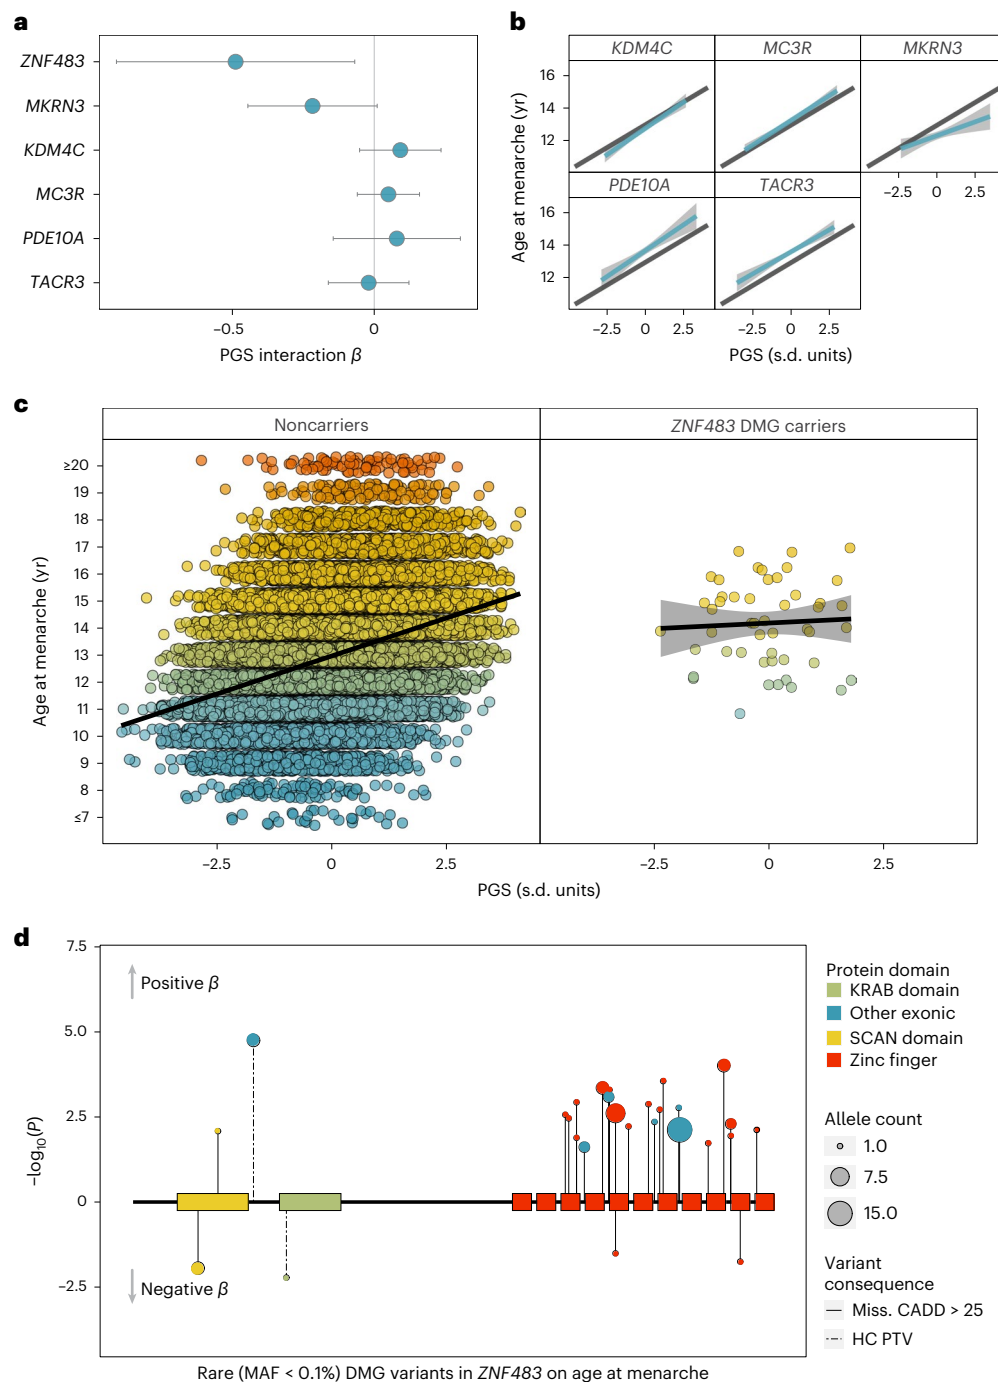 a
ZNF483
MKRN3
KDM4C
MC3R
PDE10A
TACR3
−0.5
0
PGS interaction β
b
KDM4C
MC3R
MKRN3
16
14
12
−2.5
0
2.5
PDE10A
TACR3
16
14
12
Age at menarche (yr)
−2.5
0
2.5
−2.5
0
2.5
PGS (s.d. units)
c
Noncarriers
ZNF483 DMG carriers
≥20
19
18
17
16
15
14
13
12
11
10
9
8
≤7
Age at menarche (yr)
−2.5
0
2.5
−2.5
0
2.5
PGS (s.d. units)
d
7.5
5.0
2.5
0
−2.5
−log10(P)
Positive β
Negative β
Rare (MAF < 0.1%) DMG variants in ZNF483 on age at menarche
Protein domain
KRAB domain
Other exonic
SCAN domain
Zinc finger
Allele count
1.0
7.5
15.0
Variant
consequence
Miss. CADD > 25
HC PTV